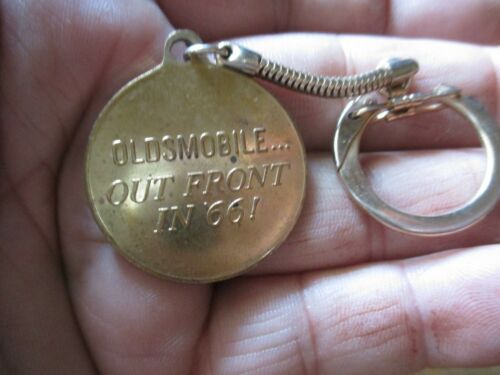 OLDSMOBILE...
OUT FRONT
IN '66!